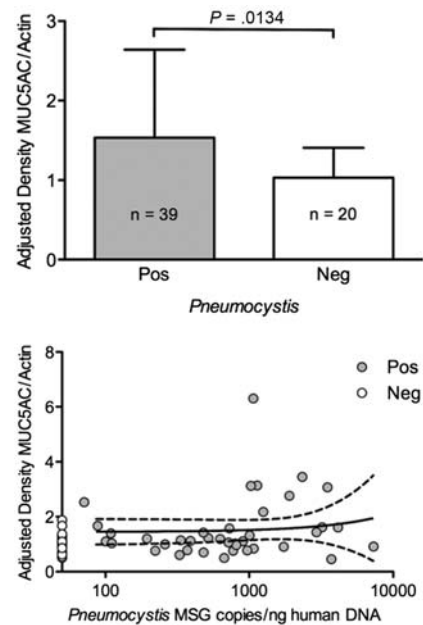 P = .0134
Adjusted Density MUC5AC/Actin
3
2
1
0
n = 39
n = 20
Pos
Neg
Pneumocystis
Adjusted Density MUC5AC/Actin
8
6
4
2
0
Pos
Neg
100
1000
10000
Pneumocystis MSG copies/ng human DNA